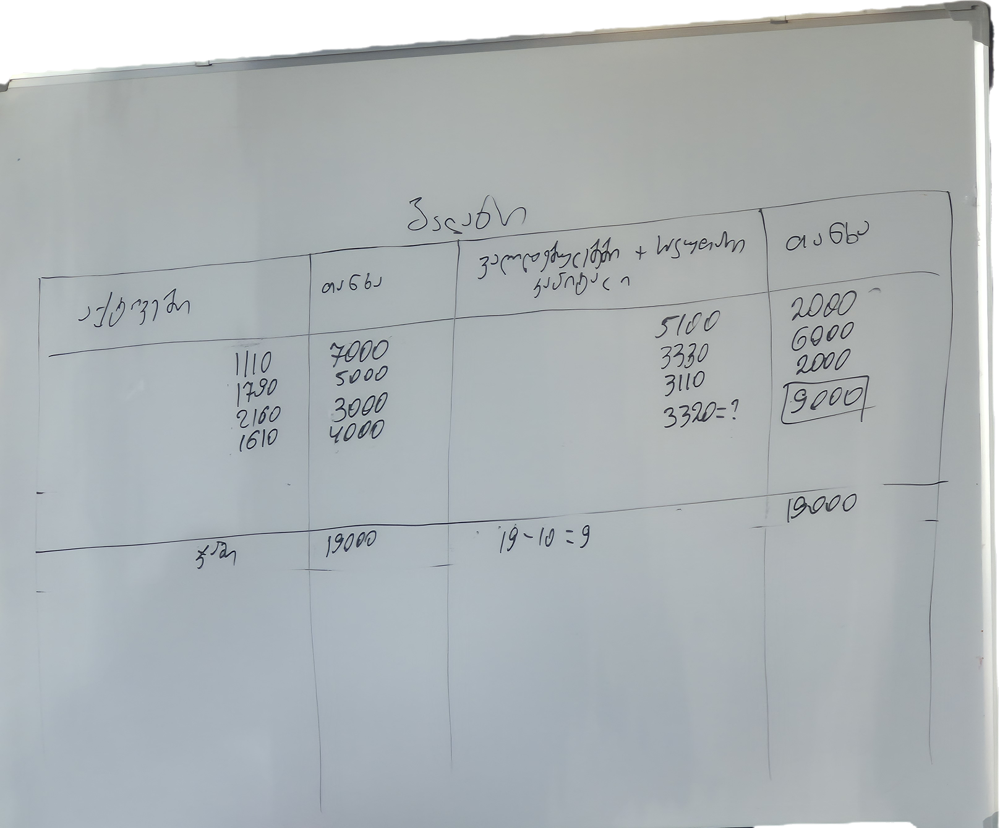 ბალანსი
აქტივები თანხა ვალდებულებები + საკუთარი თანხა
კაპიტალი
1110 7000 5100 2000
1790 5000 3330 6000
2160 3000 3110 2000
1610 4000 3320=? 9000
ჯამი 19000 19-10=9 19000